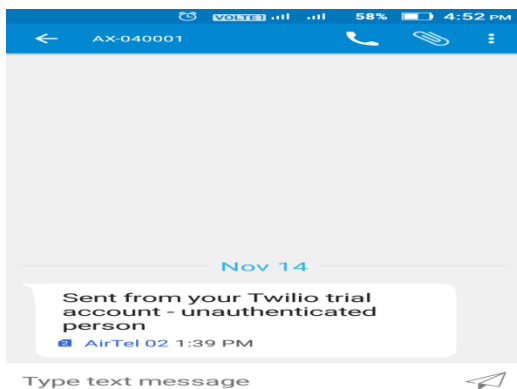 VOLTE1 58% 4:52 PM
AX-040001
Nov 14
Sent from your Twilio trial
account - unauthenticated
person
2 AirTel 02 1:39 PM
Type text message